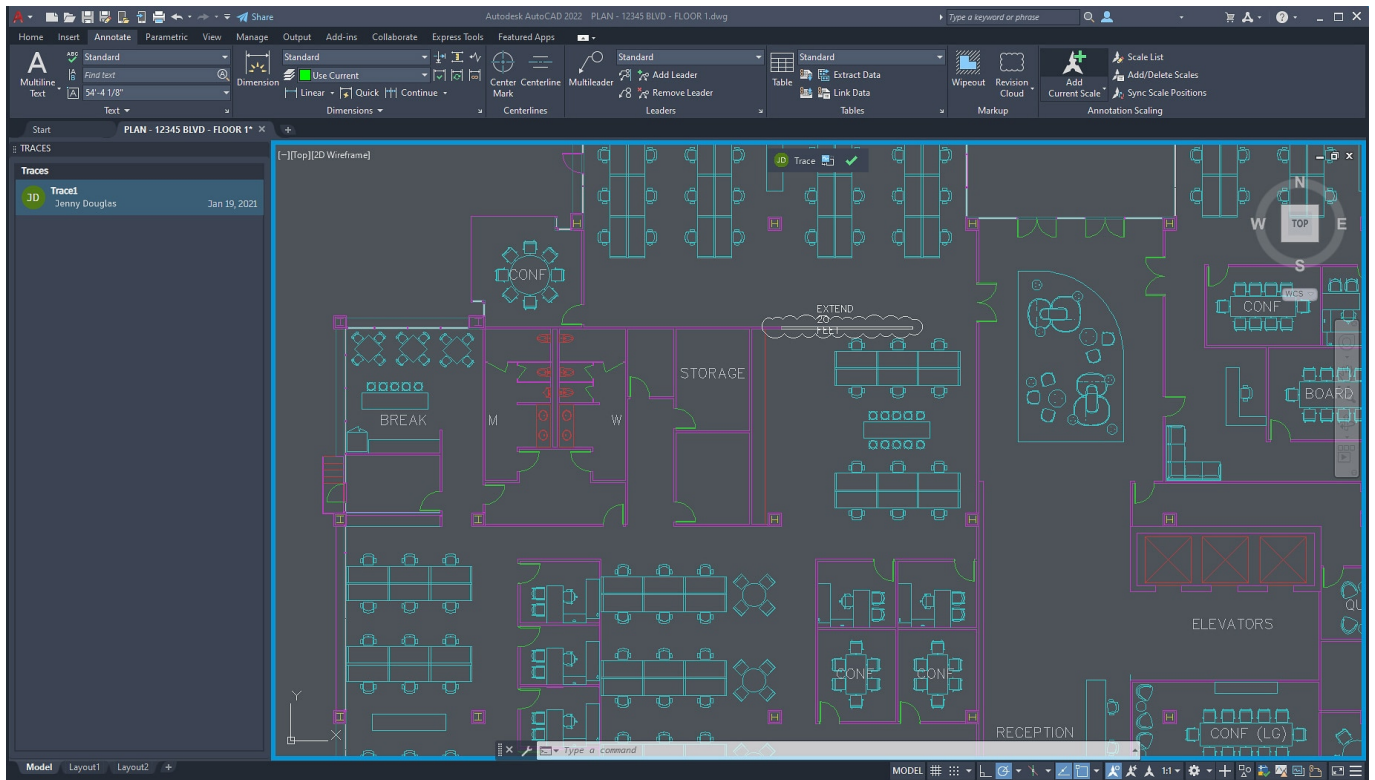 Share
Autodesk AutoCAD 2022 PLAN - 12345 BLVD - FLOOR 1.dwg
Type a keyword or phrase
Home Insert Annotate Parametric View Manage Output Add-ins Collaborate Express Tools Featured Apps
Multiline Text
ABC Standard
Find text
54'-4 1/8"
Text
Dimension
Standard
Use Current
Linear Quick Continue
Dimensions
Center Mark
Centerline
Centerlines
Multileader
Standard
Add Leader
Remove Leader
Leaders
Table
Standard
Extract Data
Link Data
Tables
Wipeout
Revision Cloud
Markup
Add Current Scale
Scale List
Add/Delete Scales
Sync Scale Positions
Annotation Scaling
Start
PLAN - 12345 BLVD - FLOOR 1*
TRACES
Traces
JD
Trace1
Jenny Douglas
Jan 19, 2021
[−][Top][2D Wireframe]
JD Trace
N
W
TOP
E
S
WCS
CONF
EXTEND
20
FEET
CONF
STORAGE
BOARD
BREAK
M
W
QU
ELEVATORS
CONF
CONF
RECEPTION
CONF (LG)
Y
X
Type a command
Model Layout1 Layout2 +
MODEL
1:1